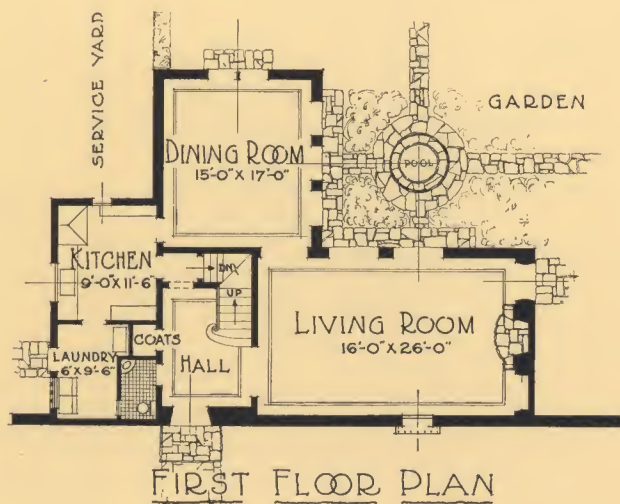 SERVICE YARD
GARDEN
DINING ROOM
15'-0" X 17'-0"
POOL
KITCHEN
9'-0 X 11'-6"
DN.
UP
LIVING ROOM
16'-0" X 26'-0"
COATS
HALL
LAUNDRY
6' X 9'-6"
FIRST FLOOR PLAN